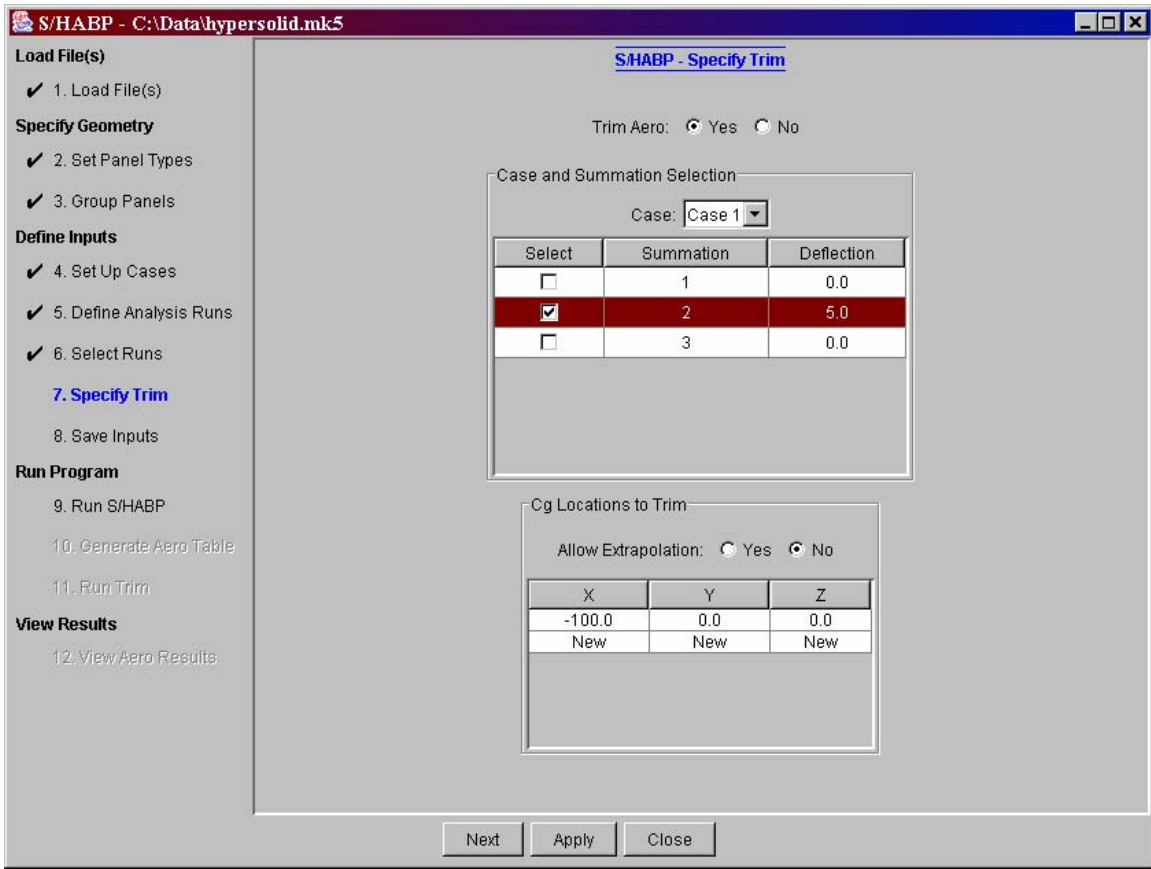 S/HABP - C:\Data\hypersolid.mk5
Load File(s)
✔ 1. Load File(s)
Specify Geometry
✔ 2. Set Panel Types
✔ 3. Group Panels
Define Inputs
✔ 4. Set Up Cases
✔ 5. Define Analysis Runs
✔ 6. Select Runs
7. Specify Trim
8. Save Inputs
Run Program
9. Run S/HABP
10. Generate Aero Table
11. Run Trim
View Results
12. View Aero Results
S/HABP - Specify Trim
Trim Aero: Yes No
Case and Summation Selection
Case: Case 1
Select Summation Deflection
1 0.0
2 5.0
3 0.0
Cg Locations to Trim
Allow Extrapolation: Yes No
X Y Z
-100.0 0.0 0.0
New New New
Next Apply Close